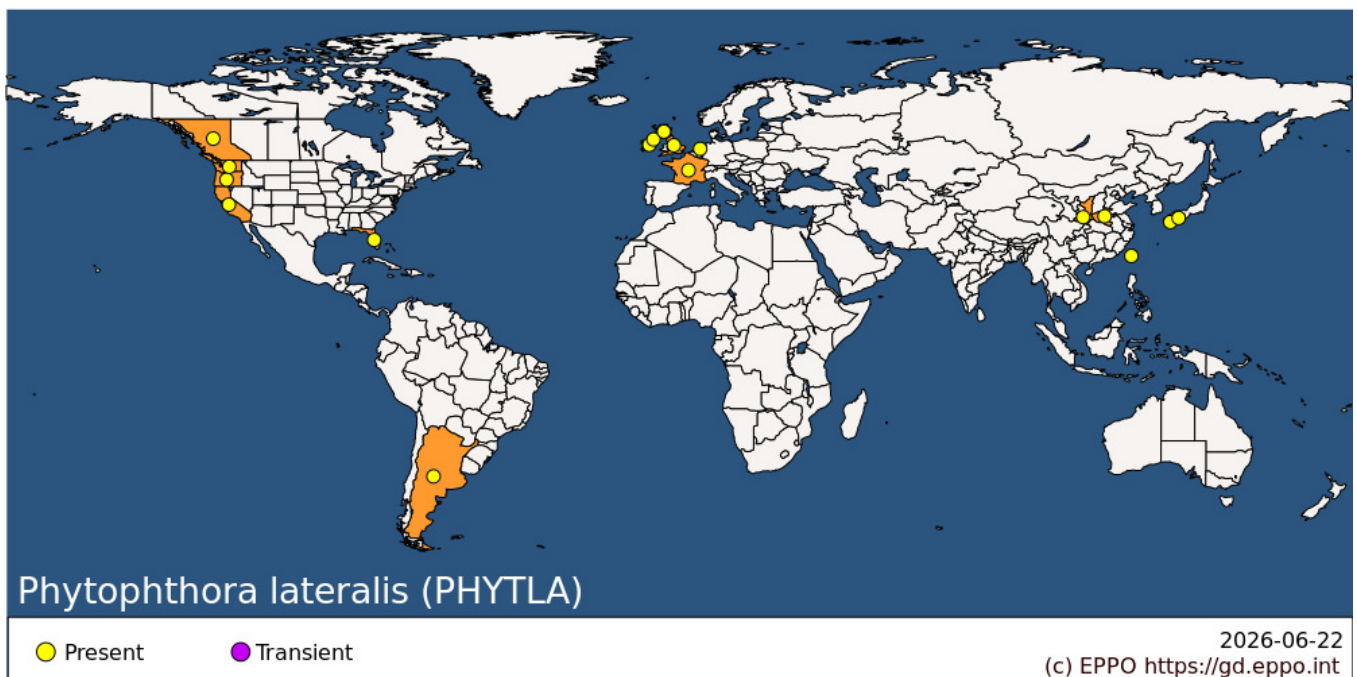 Phytophthora lateralis (PHYTLA)
Present
Transient
2026-06-22
(c) EPPO https://gd.eppo.int